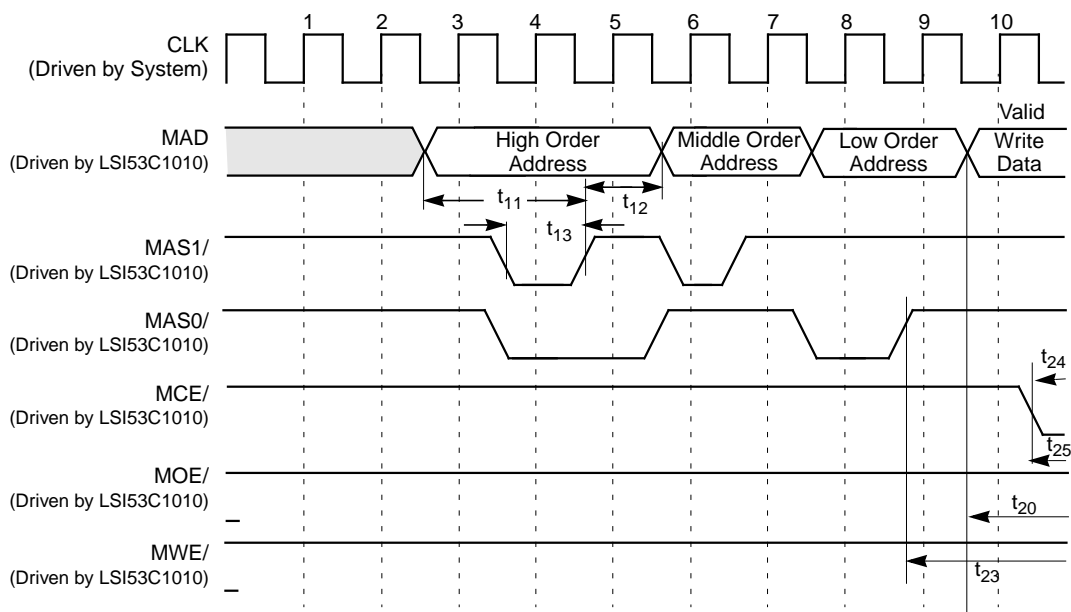 1 2 3 4 5 6 7 8 9 10
CLK
(Driven by System)
Valid
MAD
(Driven by LSI53C1010)
High Order
Address
Middle Order
Address
Low Order
Address
Write
Data
t11
t12
t13
MAS1/
(Driven by LSI53C1010)
MAS0/
(Driven by LSI53C1010)
t24
MCE/
(Driven by LSI53C1010)
t25
MOE/
(Driven by LSI53C1010)
t20
MWE/
(Driven by LSI53C1010)
t23